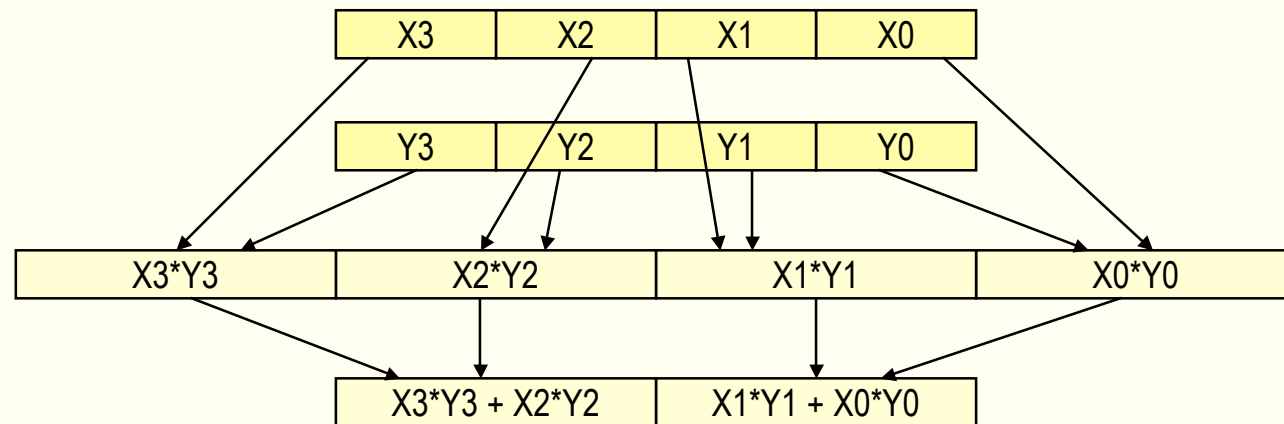 X3 X2 X1 X0
Y3 Y2 Y1 Y0
X3*Y3 X2*Y2 X1*Y1 X0*Y0
X3*Y3 + X2*Y2 X1*Y1 + X0*Y0